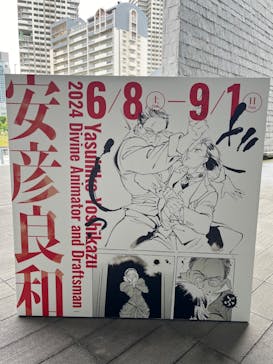 6/8(土)—9/1(日)
安彦良和
Yasuhiko Yoshikazu
2024 Divine Animator and Draftsman